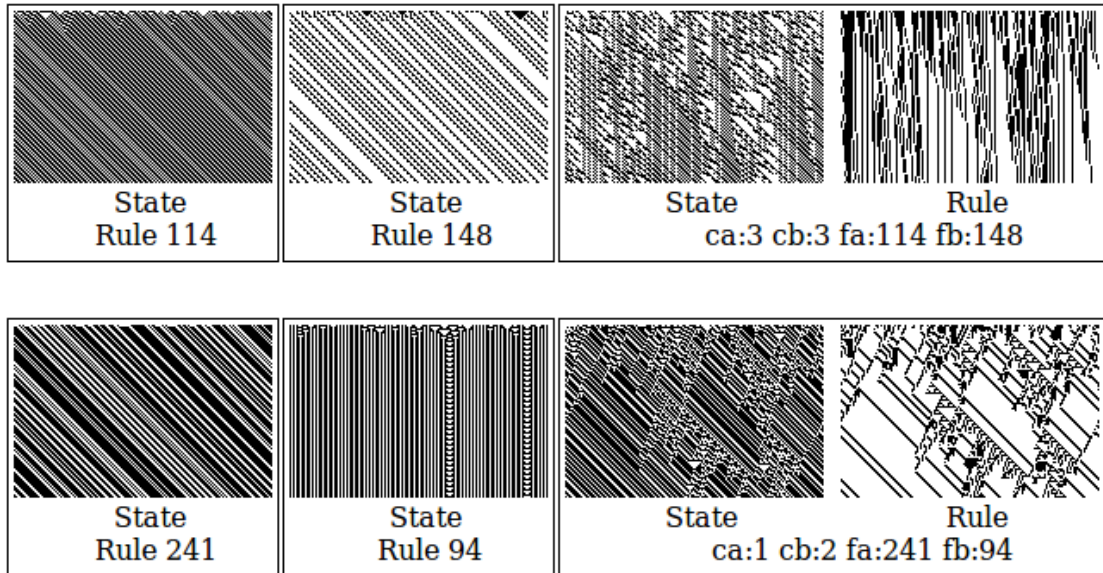 State
Rule 114
State
Rule 148
State Rule
ca:3 cb:3 fa:114 fb:148
State
Rule 241
State
Rule 94
State Rule
ca:1 cb:2 fa:241 fb:94